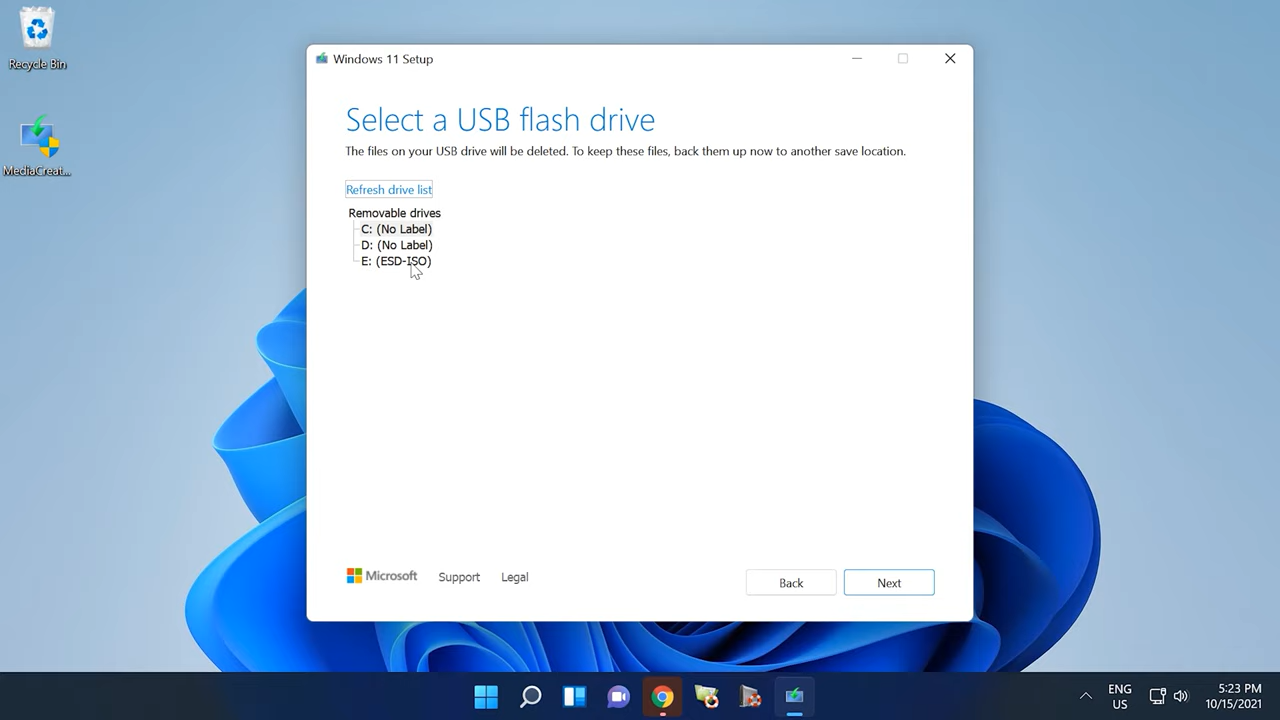 Recycle Bin
MediaCreat...
Windows 11 Setup
Select a USB flash drive
The files on your USB drive will be deleted. To keep these files, back them up now to another save location.
Refresh drive list
Removable drives
C: (No Label)
D: (No Label)
E: (ESD-ISO)
Microsoft
Support
Legal
Back
Next
ENG
US
5:23 PM
10/15/2021